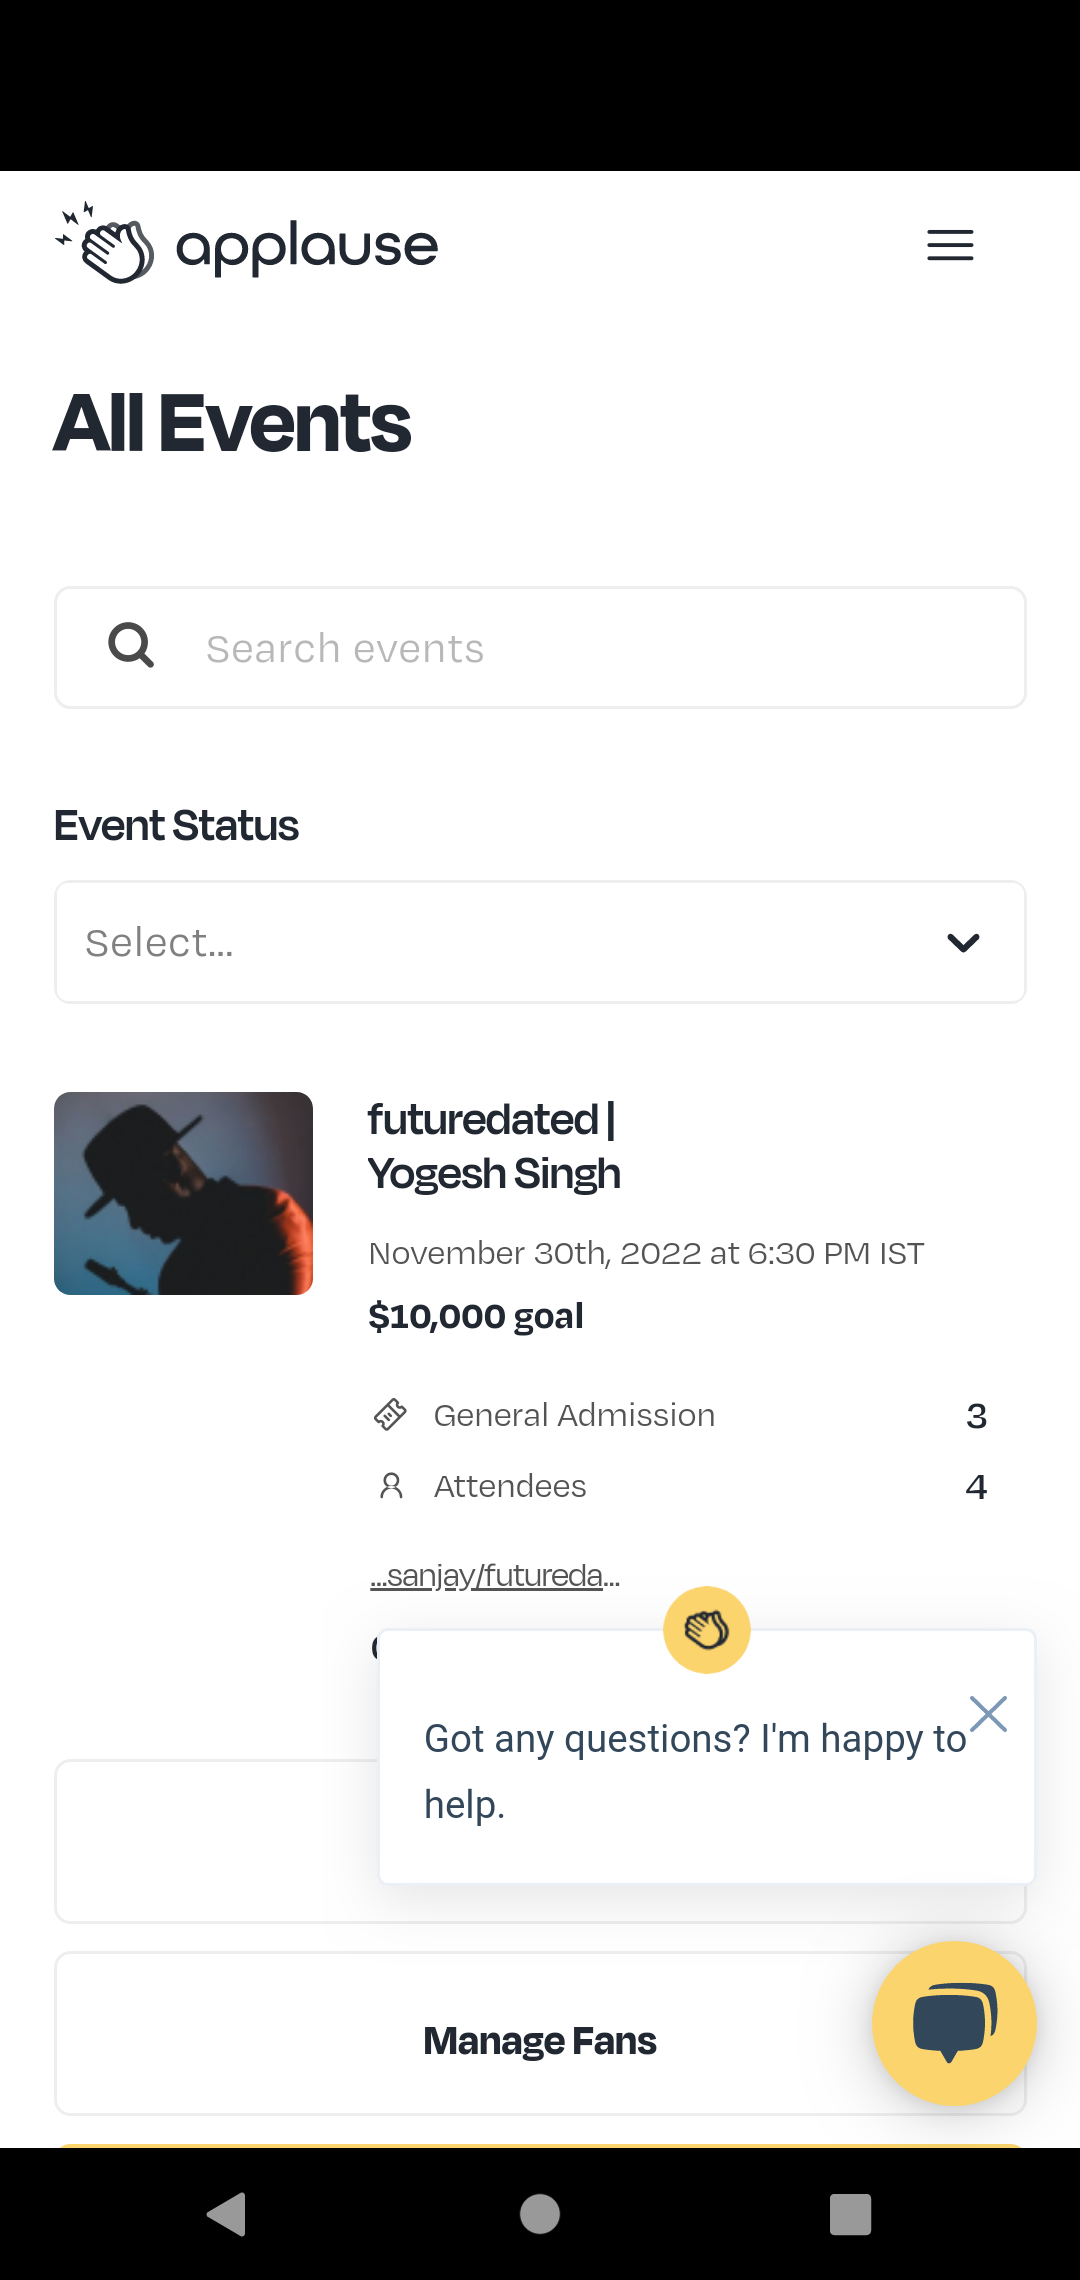 applause
All Events
Search events
Event Status
Select...
futuredated |
Yogesh Singh
November 30th, 2022 at 6:30 PM IST
$10,000 goal
General Admission 3
Attendees 4
...sanjay/futureda...
Got any questions? I'm happy to
help.
Manage Fans